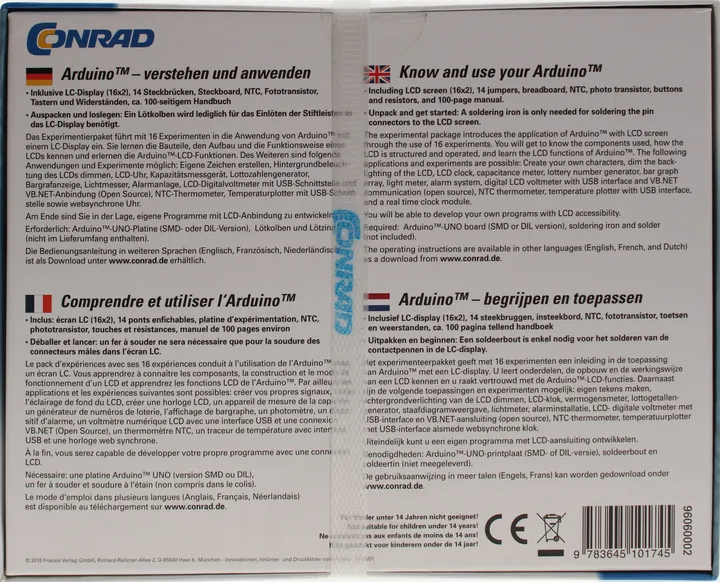 CONRAD
Arduino™ – verstehen und anwenden
• Inklusive LC-Display (16x2), 14 Steckbrücken, Steckboard, NTC, Fototransistor,
Tastern und Widerständen, ca. 100-seitigem Handbuch
• Auspacken und loslegen: Ein Lötkolben wird lediglich für das Einlöten der Stiftleisten
das LC-Display benötigt.
Das Experimentierpaket führt mit 16 Experimenten in die Anwendung von Arduino™ mit
einem LC-Display ein. Sie lernen die Bauteile, den Aufbau und die Funktionsweise eines
LCDs kennen und erlernen die Arduino™-LCD-Funktionen. Des Weiteren sind folgende
Anwendungen und Experimente möglich: Eigene Zeichen erstellen, Hintergrundbeleuch-
tung des LCDs dimmen, LCD-Uhr, Kapazitätsmessgerät, Lottozahlengenerator,
Bargrafanzeige, Lichtmesser, Alarmanlage, LCD-Digitalvoltmeter mit USB-Schnittstelle und
VB.NET-Anbindung (Open Source), NTC-Thermometer, Temperaturplotter mit USB-Schnitt-
stelle sowie websynchrone Uhr.
Am Ende sind Sie in der Lage, eigene Programme mit LCD-Anbindung zu entwickeln.
Erforderlich: Arduino™-UNO-Platine (SMD- oder DIL-Version), Lötkolben und Lötzinn
(nicht im Lieferumfang enthalten).
Die Bedienungsanleitung in weiteren Sprachen (Englisch, Französisch, Niederländisch)
ist als Download unter www.conrad.de erhältlich.
Know and use your Arduino™
• Including LCD screen (16x2), 14 jumpers, breadboard, NTC, photo transistor, buttons
and resistors, and 100-page manual.
• Unpack and get started: A soldering iron is only needed for soldering the pin
connectors to the LCD screen.
The experimental package introduces the application of Arduino™ with LCD screen
through the use of 16 experiments. You will get to know the components used, how the
LCD is structured and operated, and learn the LCD functions of Arduino™. The following
applications and experiments are possible: Create your own characters, dim the back-
lighting of the LCD, LCD clock, capacitance meter, lottery number generator, bar graph
array, light meter, alarm system, digital LCD voltmeter with USB interface and VB.NET
communication (open source), NTC thermometer, temperature plotter with USB interface,
and a real time clock module.
You will be able to develop your own programs with LCD accessibility.
Required: Arduino™-UNO board (SMD or DIL version), soldering iron and solder
(not included).
The operating instructions are available in other languages (English, French, and Dutch)
as a download from www.conrad.de.
CONRAD
Comprendre et utiliser l'Arduino™
• Inclus: écran LC (16x2), 14 ponts enfichables, platine d'expérimentation, NTC,
phototransistor, touches et résistances, manuel de 100 pages environ
• Déballer et lancer: un fer à souder ne sera nécessaire que pour la soudure des
connecteurs mâles dans l'écran LC.
Le pack d'expériences avec ses 16 expériences conduit à l'utilisation de l'Arduino™
un écran LC. Vous apprendrez à connaître les composants, la construction et le mode
fonctionnement d'un LCD et apprendrez les fonctions LCD de l'Arduino™. Par ailleurs
applications et les expériences suivantes sont possibles: créer vos propres signaux,
l'éclairage de fond du LCD, créer une horloge LCD, un appareil de mesure de la capa
un générateur de numéros de loterie, l'affichage de bargraphe, un photomètre, un
sitif d'alarme, un voltmètre numérique LCD avec une interface USB et une connexion
VB.NET (Open Source), un thermomètre NTC, un traceur de température avec interface
USB et une horloge web synchrone.
À la fin, vous serez capable de développer votre propre programme avec une connexion
LCD.
Nécessaire: une platine Arduino™ UNO (version SMD ou DIL),
un fer à souder et soudure à l'étain (non compris dans le colis).
Le mode d'emploi dans plusieurs langues (Anglais, Français, Néerlandais)
est disponible au téléchargement sur www.conrad.de.
Arduino™ – begrijpen en toepassen
• Inclusief LC-display (16x2), 14 steekbruggen, insteekbord, NTC, fototransistor, toetsen
en weerstanden, ca. 100 pagina tellend handboek
• Uitpakken en beginnen: Een soldeerbout is enkel nodig voor het solderen van de
contactpennen in de LC-display.
Het experimenteerpakket geeft met 16 experimenten een inleiding in de toepassing
van Arduino™ met een LC-display. U leert onderdelen, de opbouw en de werkingswijze
van een LCD kennen en u raakt vertrouwd met de Arduino™-LCD-functies. Daarnaast
zijn de volgende toepassingen en experimenten mogelijk: eigen tekens maken,
achtergrondverlichting van de LCD dimmen, LCD-klok, vermogensmeter, lottogetallen-
generator, staafdiagramweergave, lichtmeter, alarminstallatie, LCD- digitale voltmeter met
USB-interface en VB.NET-aansluiting (open source), NTC-thermometer, temperatuurplotter
met USB-interface alsmede websynchrone klok.
Uiteindelijk kunt u een eigen programma met LCD-aansluiting ontwikkelen.
Benodigdheden: Arduino™-UNO-printplaat (SMD- of DIL-versie), soldeerbout en
soldeertin (niet meegeleverd).
De gebruiksaanwijzing in meer talen (Engels, Frans) kan worden gedownload onder
www.conrad.de.
Für Kinder unter 14 Jahren nicht geeignet!
Not suitable for children under 14 years!
Ne aux enfants de moins de 14 ans!
voor kinderen onder de 14 jaar!
CE
96060002
9 783645 101745
© 2015 Franzis Verlag GmbH, Richard-Reitzner-Allee 2, D-85540 Haar b. München · Innovationen, Irrtümer und Druckfehler